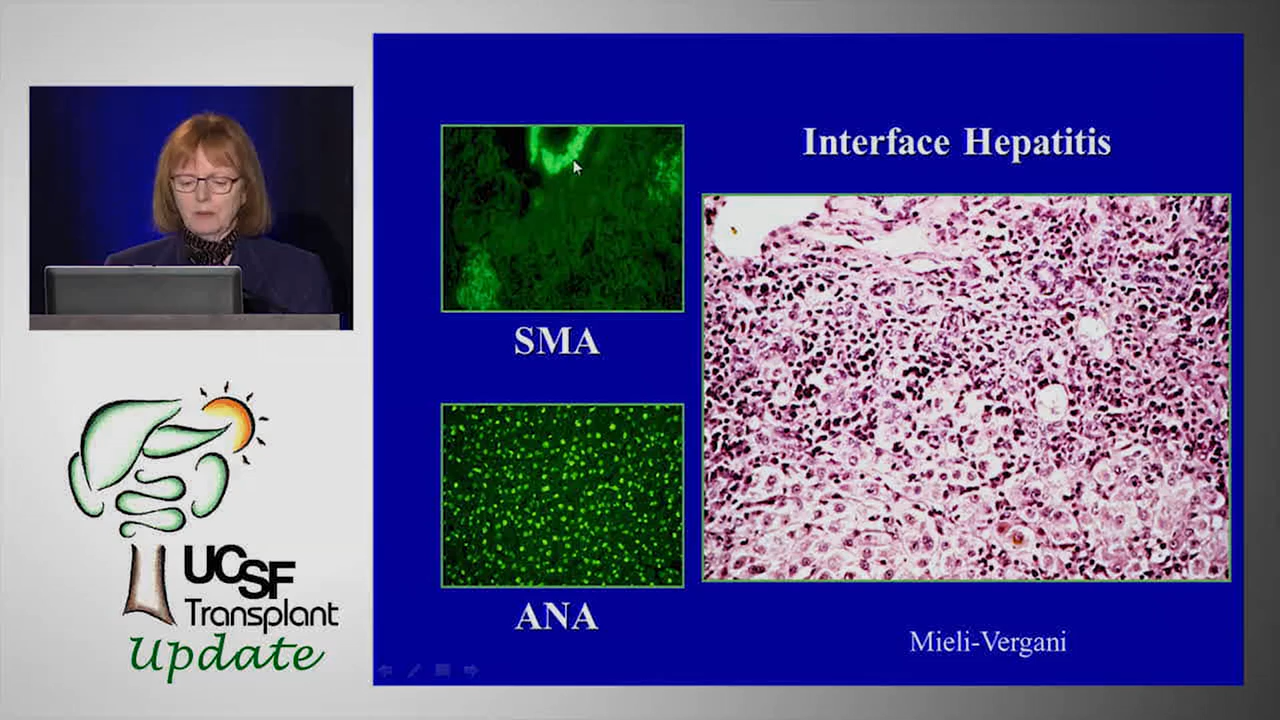 Interface Hepatitis
SMA
ANA
Mieli-Vergani
UCSF
Transplant
Update